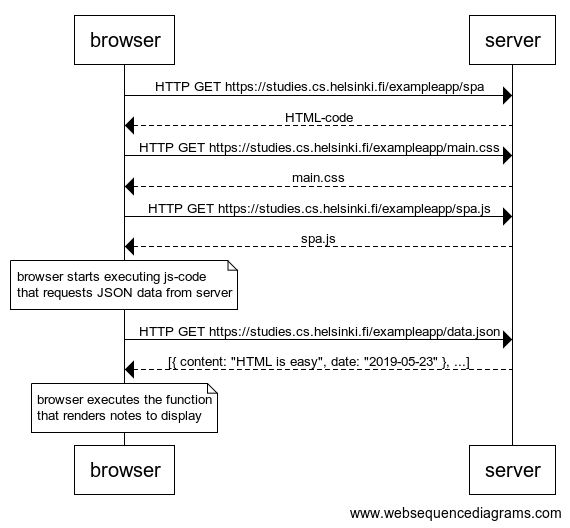 browser
server
HTTP GET https://studies.cs.helsinki.fi/exampleapp/spa
HTML-code
HTTP GET https://studies.cs.helsinki.fi/exampleapp/main.css
main.css
HTTP GET https://studies.cs.helsinki.fi/exampleapp/spa.js
spa.js
browser starts executing js-code
that requests JSON data from server
HTTP GET https://studies.cs.helsinki.fi/exampleapp/data.json
[{ content: "HTML is easy", date: "2019-05-23" }, ...]
browser executes the function
that renders notes to display
browser
server
www.websequencediagrams.com